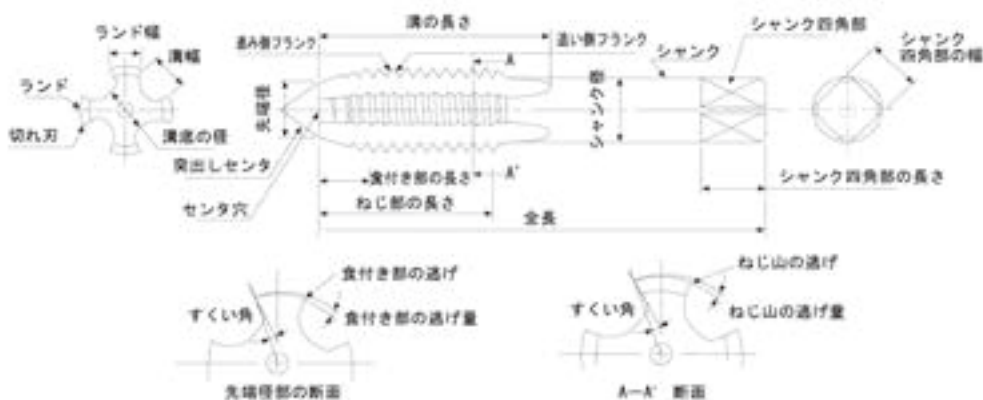 ランド幅
溝幅
ランド
切れ刃
溝底の径
突出しセンタ
センタ穴
先端径
溝の長さ
進み側フランク
追い側フランク
A
A'
食付き部の長さ
ねじ部の長さ
全長
シャンク
シャンク径
シャンク四角部
シャンク
四角部の幅
シャンク四角部の長さ
すくい角
食付き部の逃げ
食付き部の逃げ量
先端径部の断面
すくい角
ねじ山の逃げ
ねじ山の逃げ量
A-A' 断面